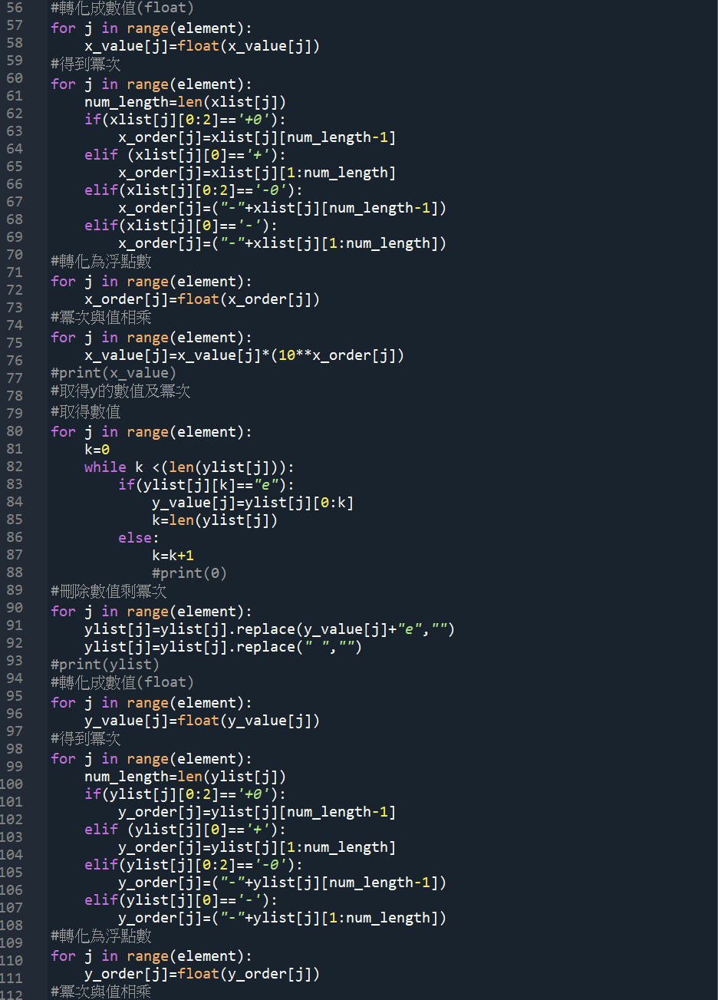 56 #轉化成數值(float)
57 for j in range(element):
58     x_value[j]=float(x_value[j])
59 #得到冪次
60 for j in range(element):
61     num_length=len(xlist[j])
62     if(xlist[j][0:2]=='+0'):
63         x_order[j]=xlist[j][num_length-1]
64     elif (xlist[j][0]=='+'):
65         x_order[j]=xlist[j][1:num_length]
66     elif(xlist[j][0:2]=='-0'):
67         x_order[j]=("-"+xlist[j][num_length-1])
68     elif(xlist[j][0]=='-'):
69         x_order[j]=("-"+xlist[j][1:num_length])
70 #轉化為浮點數
71 for j in range(element):
72     x_order[j]=float(x_order[j])
73 #冪次與值相乘
74 for j in range(element):
75     x_value[j]=x_value[j]*(10**x_order[j])
76 #print(x_value)
77 #取得y的數值及冪次
78 #取得數值
79 for j in range(element):
80     k=0
81     while k <(len(ylist[j])):
82         if(ylist[j][k]=="e"):
83             y_value[j]=ylist[j][0:k]
84             k=len(ylist[j])
85         else:
86             k=k+1
87             #print(0)
88 #刪除數值剩冪次
89 for j in range(element):
90     ylist[j]=ylist[j].replace(y_value[j]+"e","")
91     ylist[j]=ylist[j].replace(" ","")
92 #print(ylist)
93 #轉化成數值(float)
94 for j in range(element):
95     y_value[j]=float(y_value[j])
96 #得到冪次
97 for j in range(element):
98     num_length=len(ylist[j])
99     if(ylist[j][0:2]=='+0'):
100         y_order[j]=ylist[j][num_length-1]
101     elif (ylist[j][0]=='+'):
102         y_order[j]=ylist[j][1:num_length]
103     elif(ylist[j][0:2]=='-0'):
104         y_order[j]=("-"+ylist[j][num_length-1])
105     elif(ylist[j][0]=='-'):
106         y_order[j]=("-"+ylist[j][1:num_length])
107 #轉化為浮點數
108 for j in range(element):
109     y_order[j]=float(y_order[j])
110 #冪次與值相乘
111
112